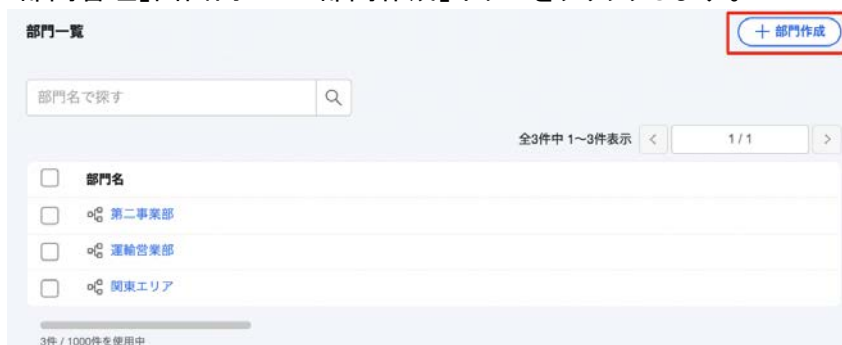 部門一覧
＋ 部門作成
部門名で探す
全3件中 1～3件表示 < 1 / 1 >
部門名
第二事業部
運輸営業部
関東エリア
3件 / 1000件を使用中